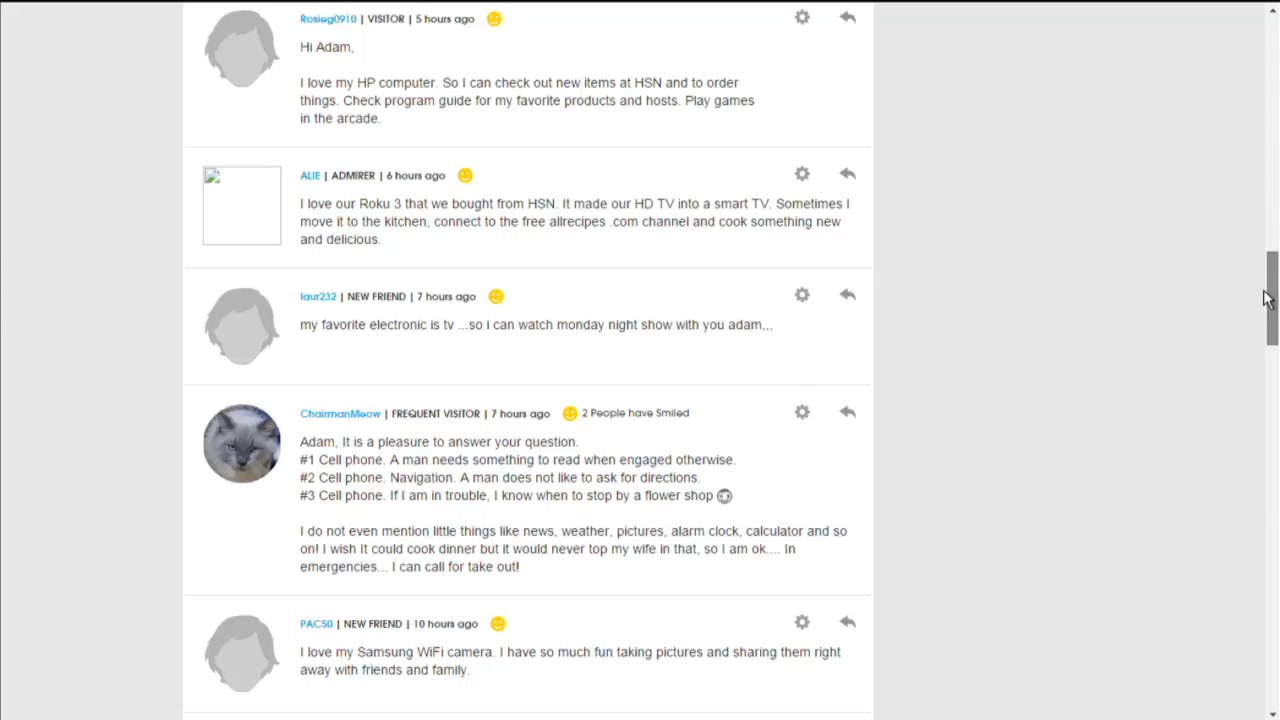 Rosieg0910 | VISITOR | 5 hours ago
Hi Adam,
I love my HP computer. So I can check out new items at HSN and to order
things. Check program guide for my favorite products and hosts. Play games
in the arcade.
ALIE | ADMIRER | 6 hours ago
I love our Roku 3 that we bought from HSN. It made our HD TV into a smart TV. Sometimes I
move it to the kitchen, connect to the free allrecipes .com channel and cook something new
and delicious.
laur232 | NEW FRIEND | 7 hours ago
my favorite electronic is tv ...so i can watch monday night show with you adam,,,
ChairmanMeow | FREQUENT VISITOR | 7 hours ago 2 People have Smiled
Adam, It is a pleasure to answer your question.
#1 Cell phone. A man needs something to read when engaged otherwise.
#2 Cell phone. Navigation. A man does not like to ask for directions.
#3 Cell phone. If I am in trouble, I know when to stop by a flower shop
I do not even mention little things like news, weather, pictures, alarm clock, calculator and so
on! I wish It could cook dinner but it would never top my wife in that, so I am ok.... In
emergencies... I can call for take out!
PAC50 | NEW FRIEND | 10 hours ago
I love my Samsung WiFi camera. I have so much fun taking pictures and sharing them right
away with friends and family.